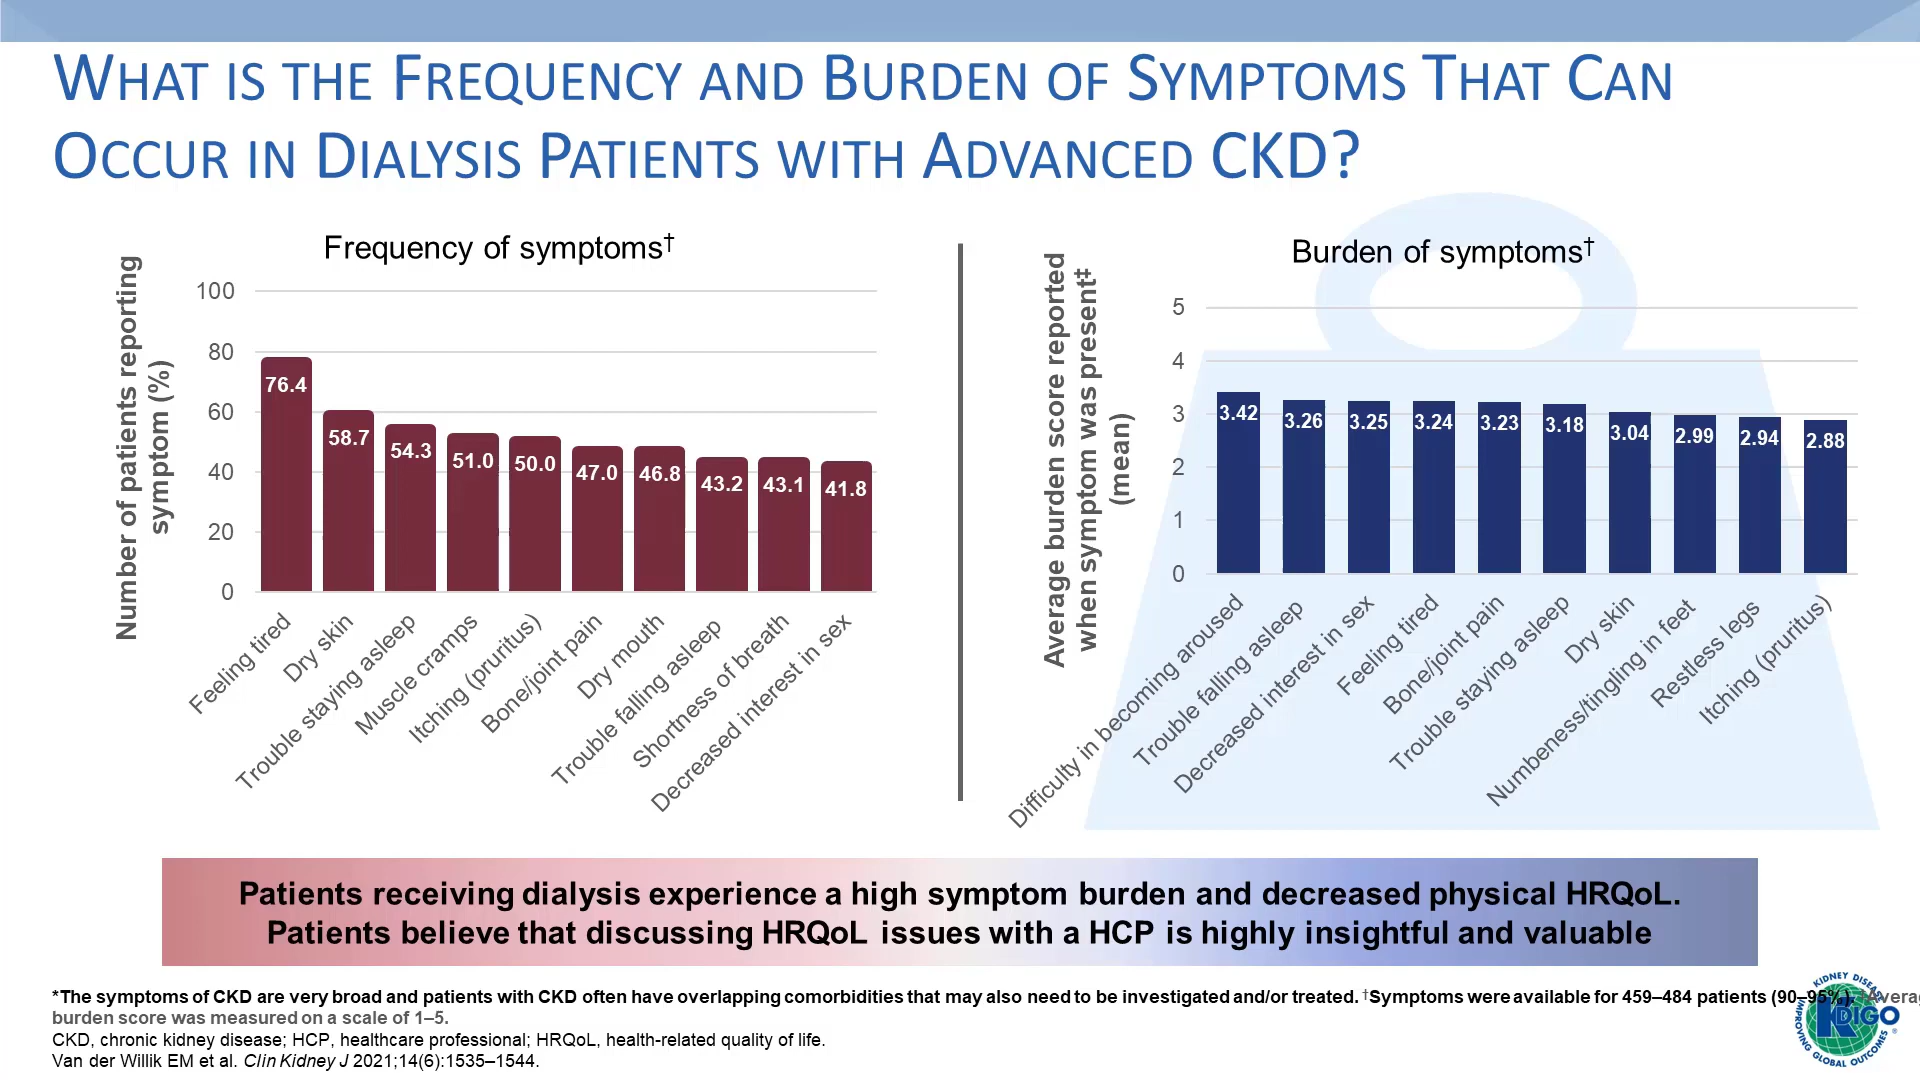 WHAT IS THE FREQUENCY AND BURDEN OF SYMPTOMS THAT CAN
OCCUR IN DIALYSIS PATIENTS WITH ADVANCED CKD?
Frequency of symptoms†
Number of patients reporting
symptom (%)
100
80
60
40
20
0
76.4
58.7
54.3
51.0
50.0
47.0
46.8
43.2
43.1
41.8
Feeling tired
Dry skin
Trouble staying asleep
Muscle cramps
Itching (pruritus)
Bone/joint pain
Dry mouth
Trouble falling asleep
Shortness of breath
Decreased interest in sex
Burden of symptoms†
Average burden score reported
when symptom was present‡
(mean)
5
4
3
2
1
0
3.42
3.26
3.25
3.24
3.23
3.18
3.04
2.99
2.94
2.88
Difficulty in becoming aroused
Trouble falling asleep
Decreased interest in sex
Feeling tired
Bone/joint pain
Trouble staying asleep
Dry skin
Numbeness/tingling in feet
Restless legs
Itching (pruritus)
Patients receiving dialysis experience a high symptom burden and decreased physical HRQoL.
Patients believe that discussing HRQoL issues with a HCP is highly insightful and valuable
*The symptoms of CKD are very broad and patients with CKD often have overlapping comorbidities that may also need to be investigated and/or treated. †Symptoms were available for 459–484 patients (90–95%).
burden score was measured on a scale of 1–5.
CKD, chronic kidney disease; HCP, healthcare professional; HRQoL, health-related quality of life.
Van der Willik EM et al. Clin Kidney J 2021;14(6):1535–1544.
KIDNEY DISEASE
KDIGO
IMPROVING GLOBAL OUTCOMES